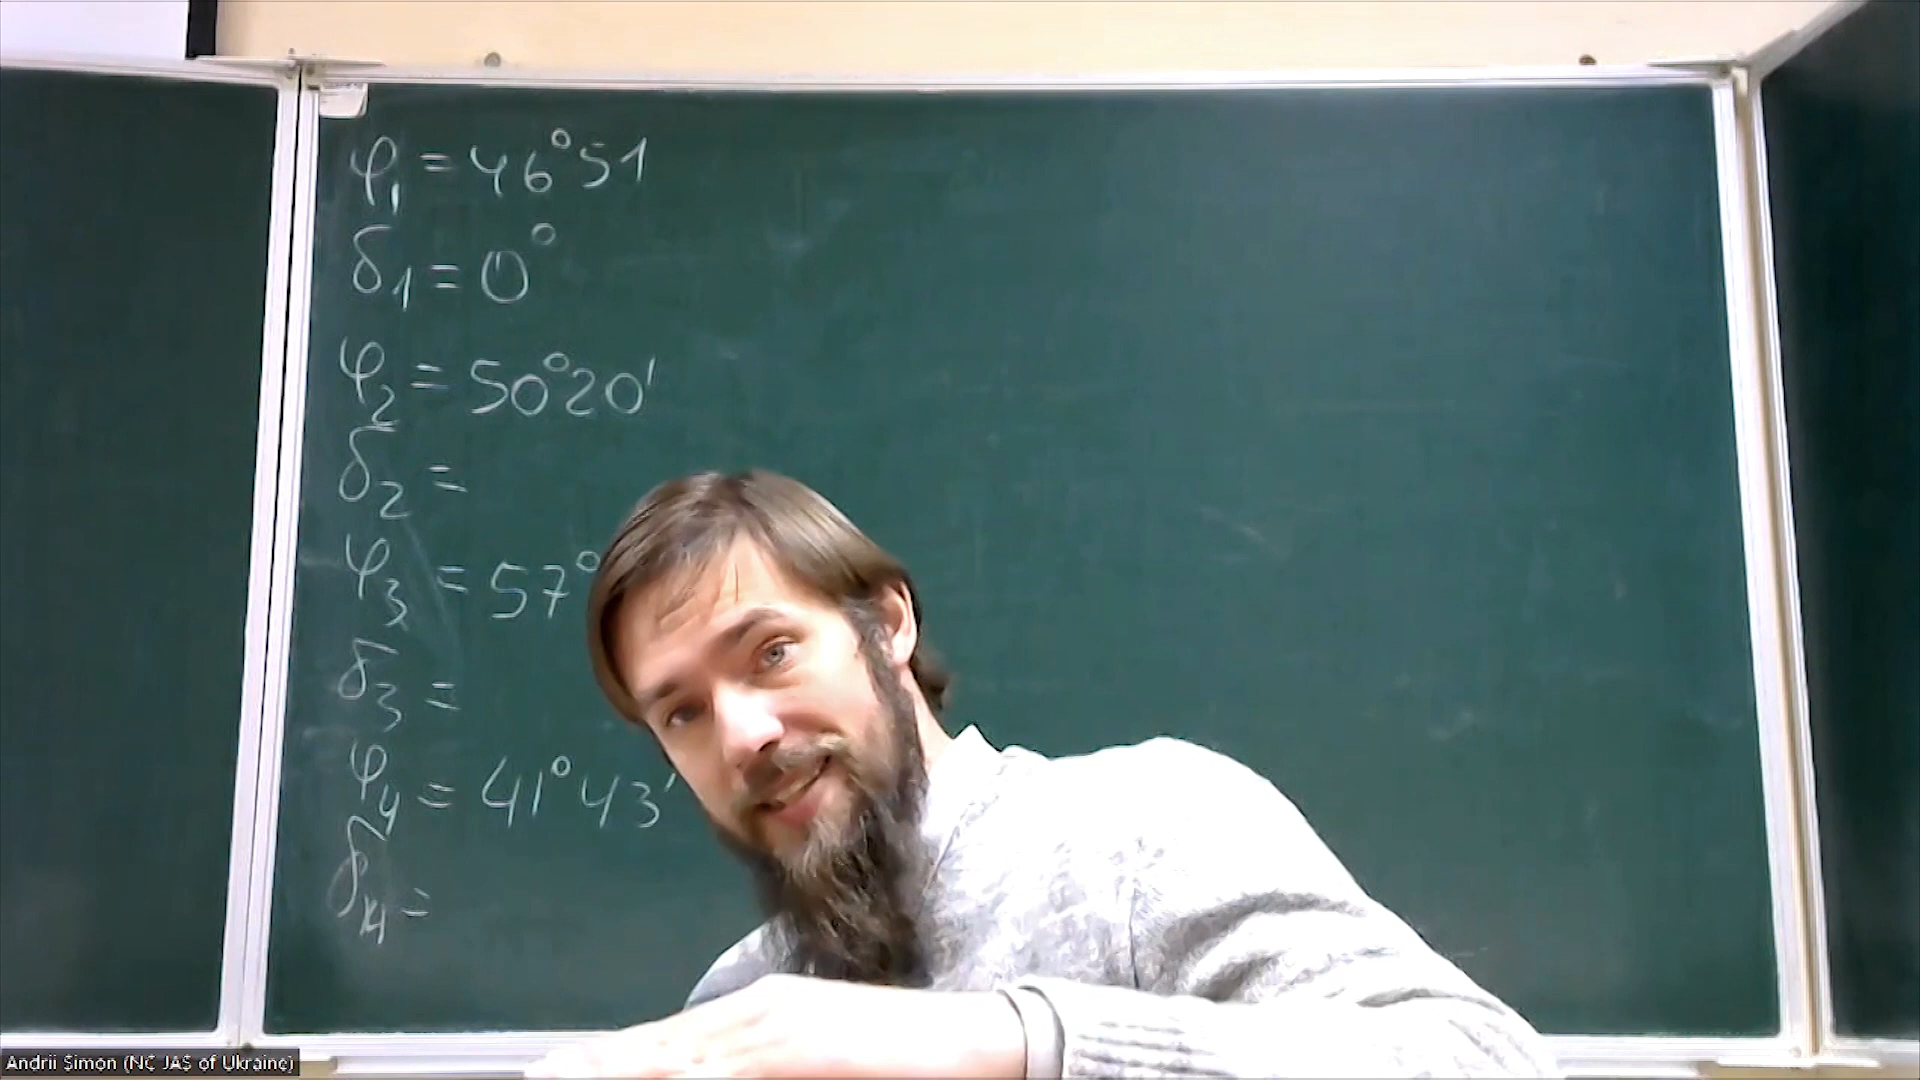 φ₁ = 46°51
δ₁ = 0°
φ₂ = 50°20'
δ₂ =
φ₃ = 57°
δ₃ =
φ₄ = 41°43'
δ₄ =
Andrii Simon (NC JAS of Ukraine)